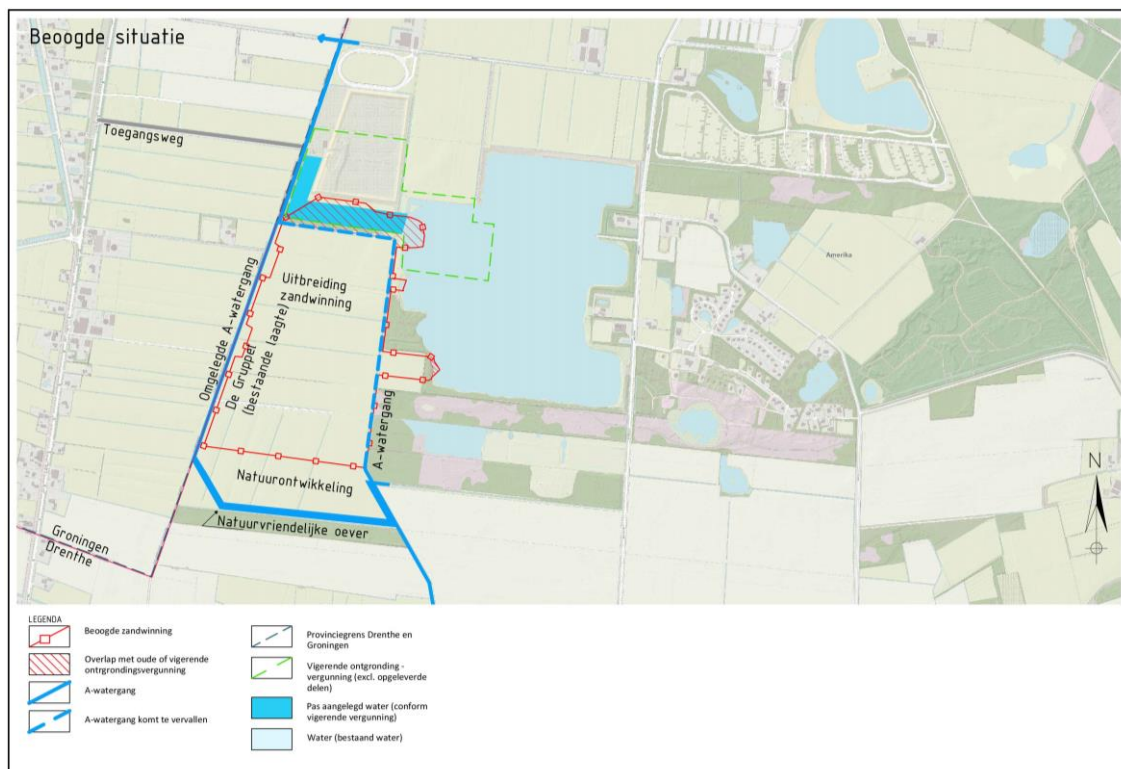 Beoogde situatie
Toegangsweg
Omgelegde A-watergang
De Gruppel
(bestaande laagte)
Uitbreiding
zandwinning
A-watergang
Natuurontwikkeling
Natuurvriendelijke oever
Groningen
Drenthe
Amerika
N
LEGENDA
Beoogde zandwinning
Overlap met oude of vigerende
ontrgrondingsvergunning
A-watergang
A-watergang komt te vervallen
Provinciegrens Drenthe en
Groningen
Vigerende ontgronding -
vergunning (excl. opgeleverde
delen)
Pas aangelegd water (conform
vigerende vergunning)
Water (bestaand water)